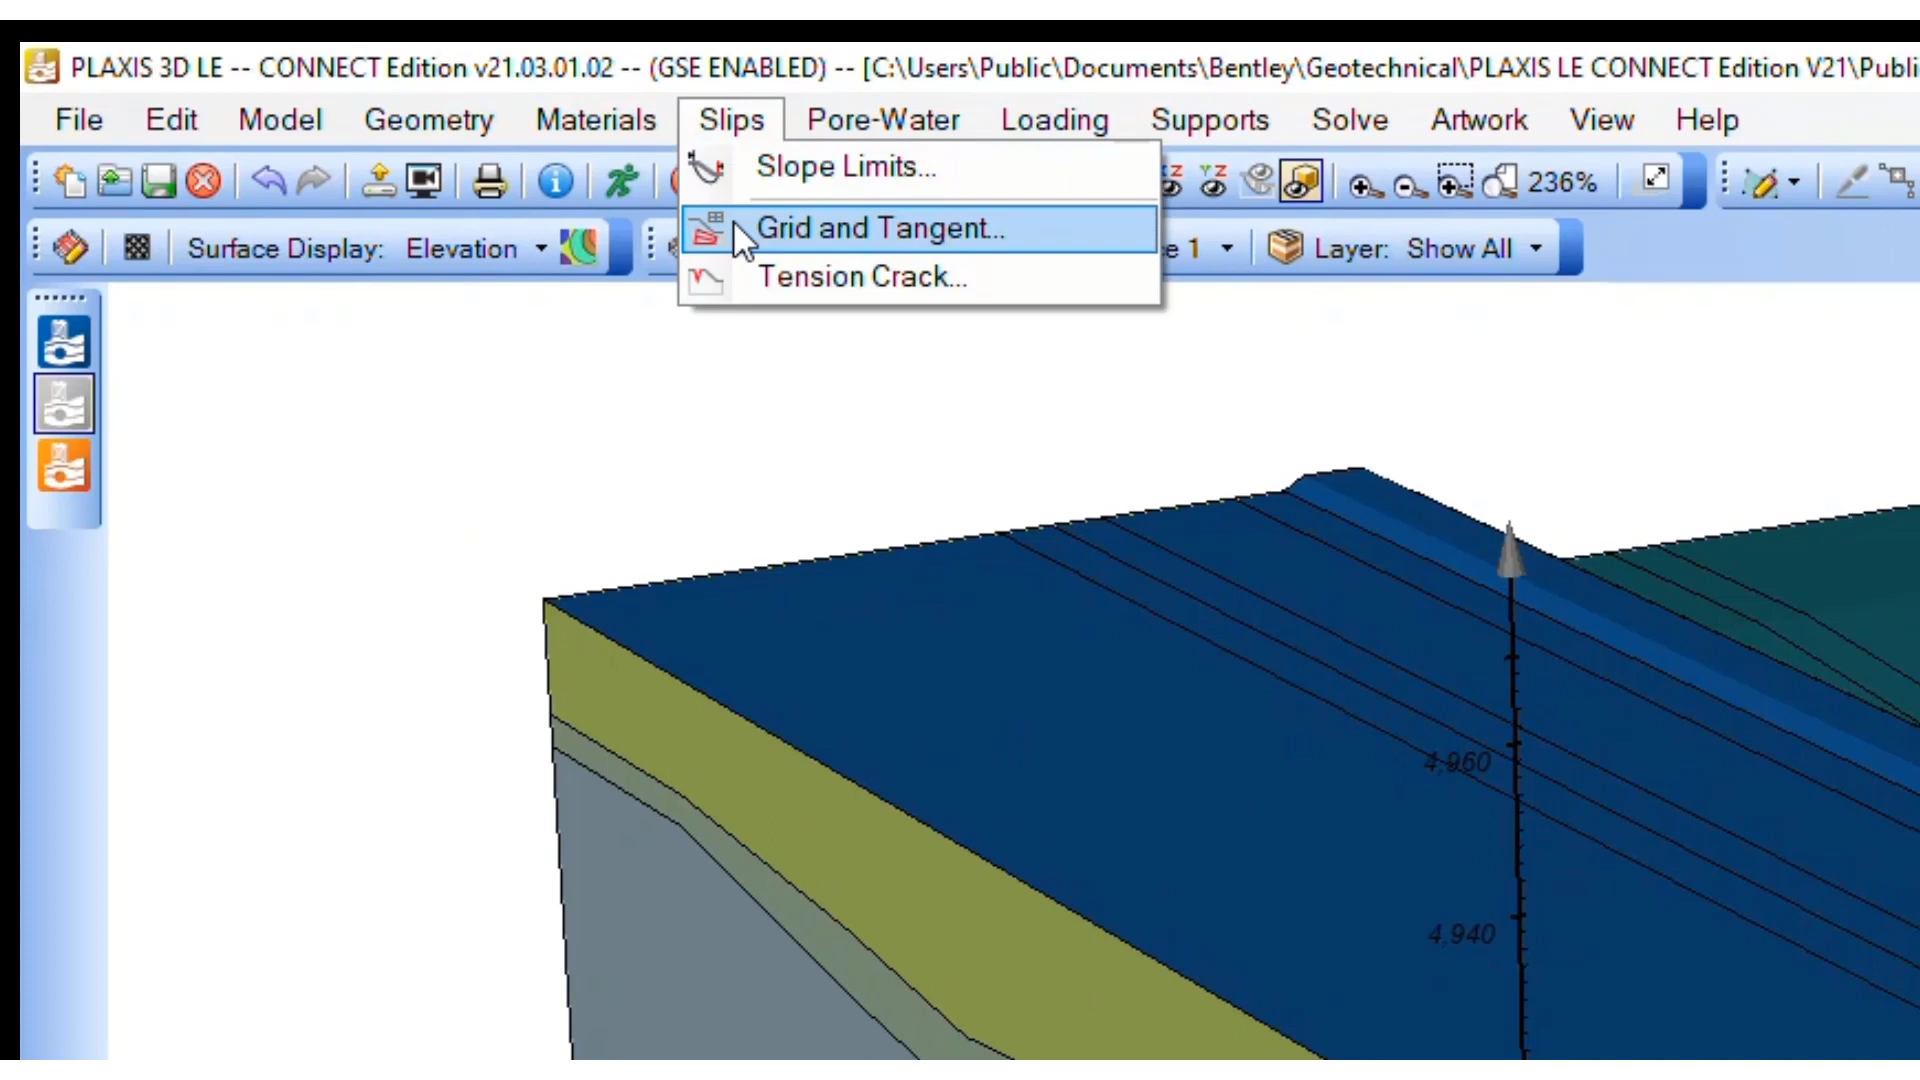 PLAXIS 3D LE -- CONNECT Edition v21.03.01.02 -- (GSE ENABLED) -- [C:\Users\Public\Documents\Bentley\Geotechnical\PLAXIS LE CONNECT Edition V21\Publi
File Edit Model Geometry Materials Slips Pore-Water Loading Supports Solve Artwork View Help
Slope Limits...
236%
Grid and Tangent...
Surface Display: Elevation
e 1 Layer: Show All
Tension Crack...
4,960
4,940